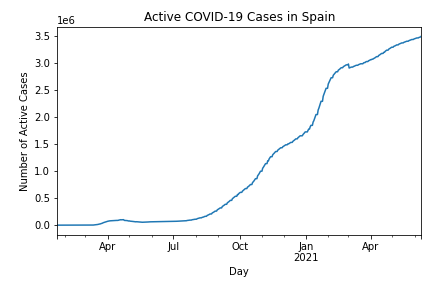 Active COVID-19 Cases in Spain
1e6
Number of Active Cases
3.5
3.0
2.5
2.0
1.5
1.0
0.5
0.0
Apr Jul Oct Jan Apr
2021
Day